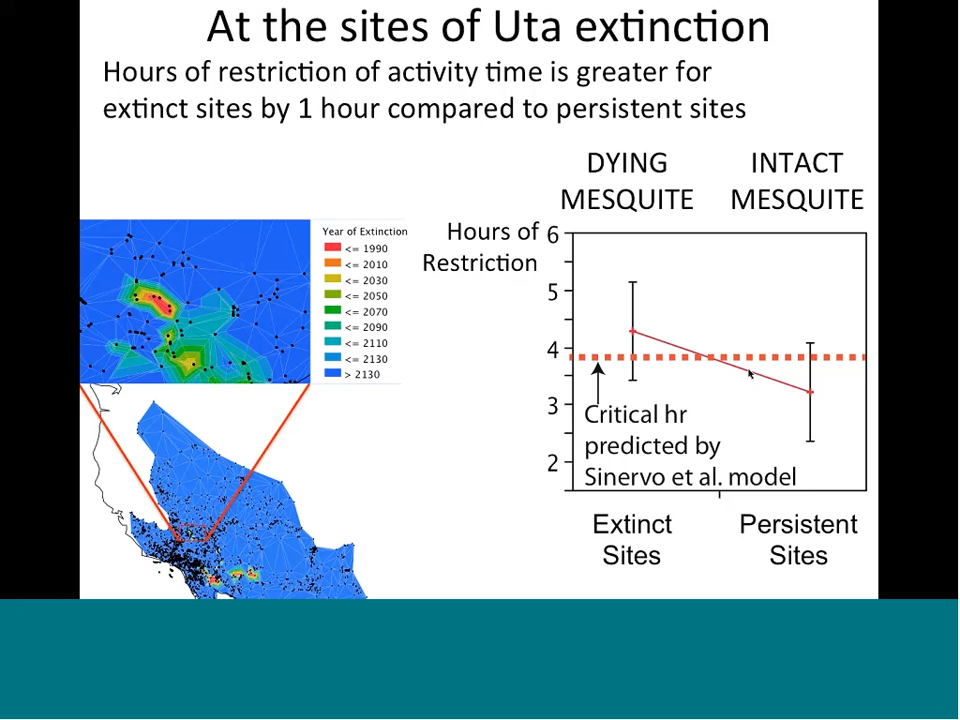 At the sites of Uta extinction
Hours of restriction of activity time is greater for
extinct sites by 1 hour compared to persistent sites
DYING
MESQUITE
INTACT
MESQUITE
Year of Extinction
<= 1990
<= 2010
<= 2030
<= 2050
<= 2070
<= 2090
<= 2110
<= 2130
> 2130
Hours of
Restriction
6
5
4
3
2
Critical hr
predicted by
Sinervo et al. model
Extinct
Sites
Persistent
Sites